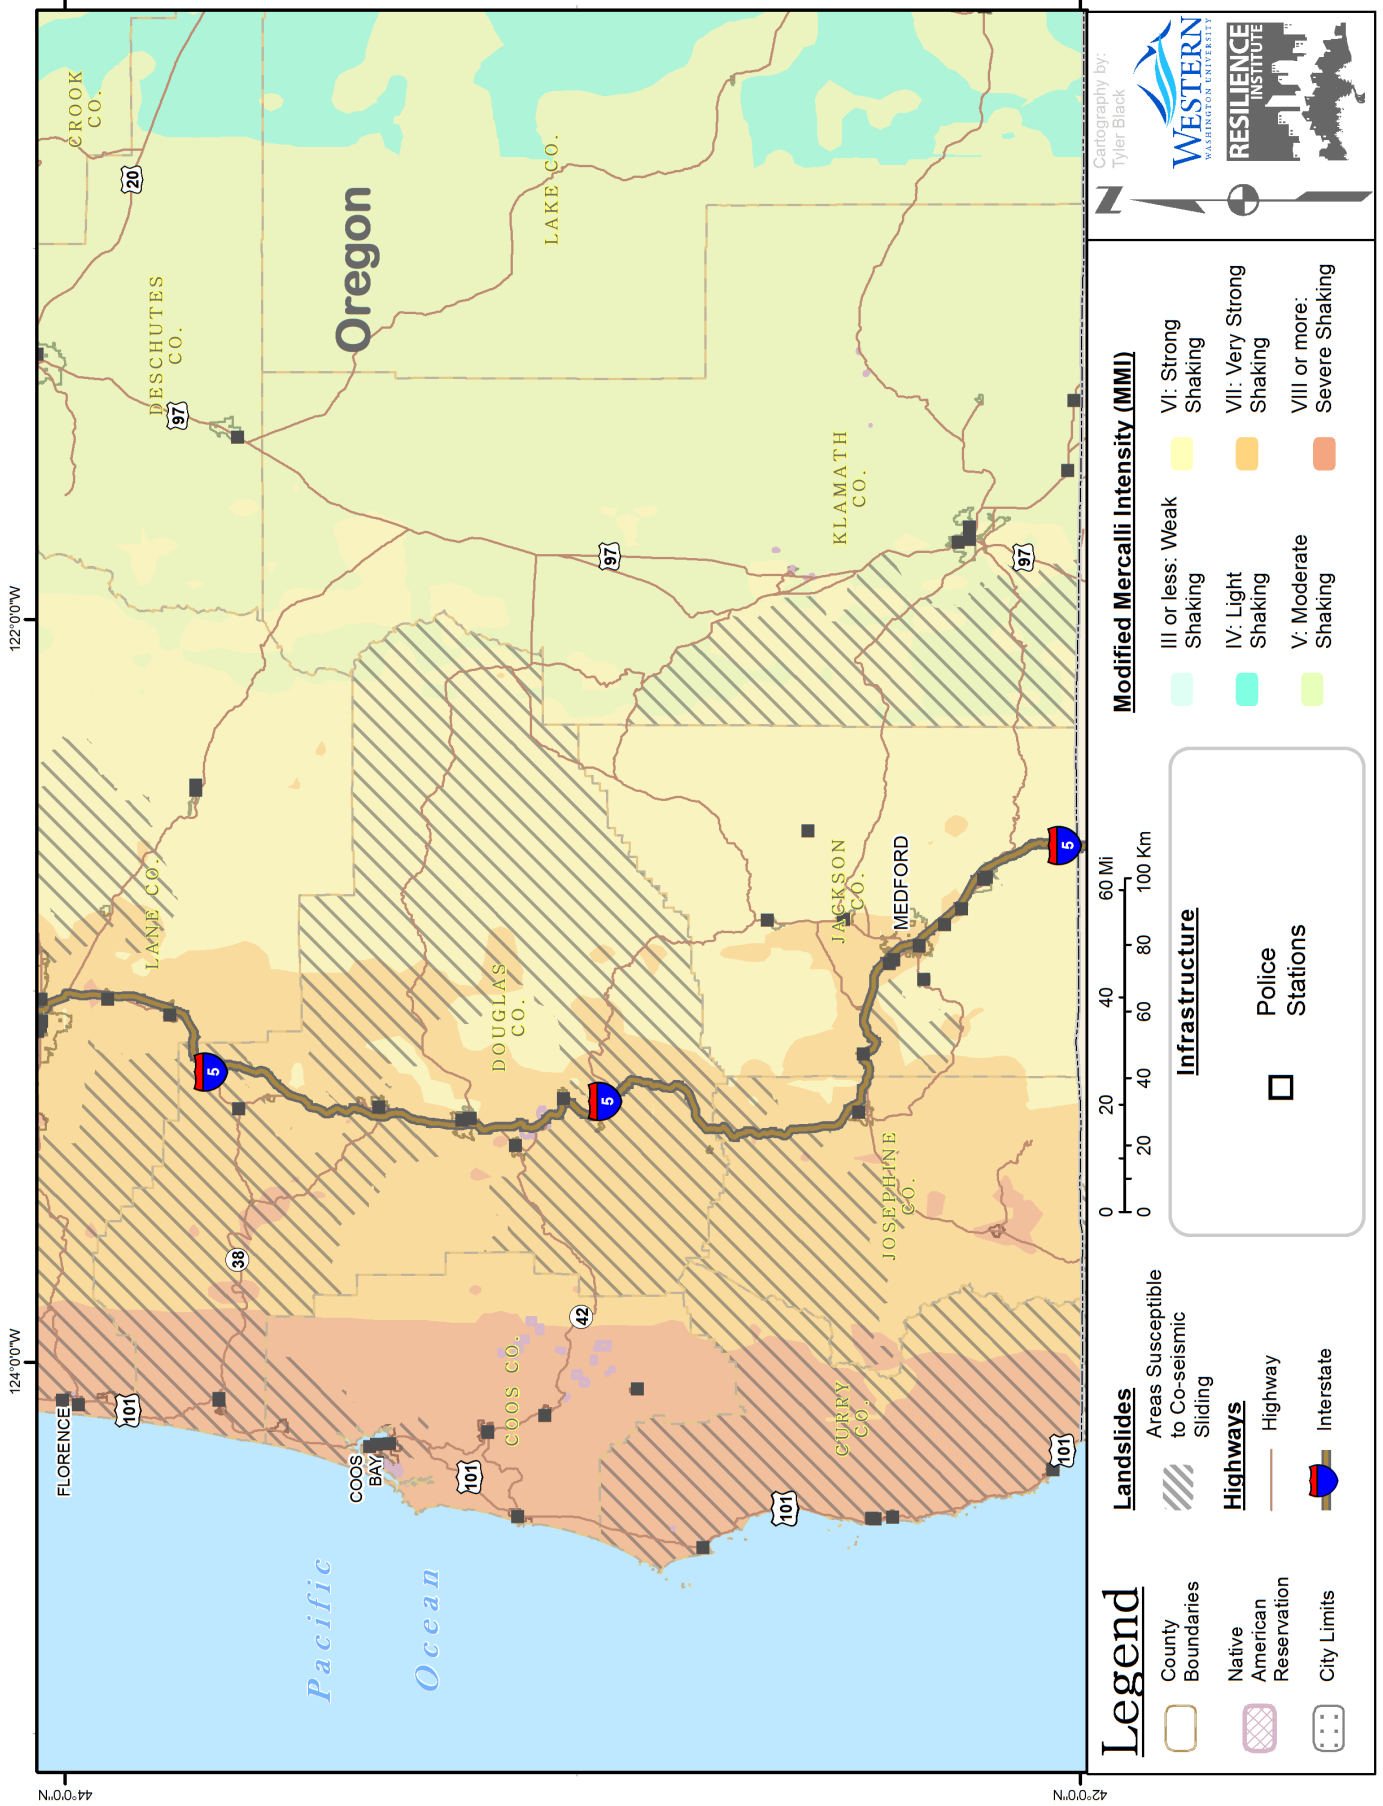 44°0'0"N
42°0'0"N
124°0'0"W
122°0'0"W
Pacific
Ocean
Oregon
FLORENCE
COOS
BAY
MEDFORD
LANE CO.
DOUGLAS
CO.
COOS CO.
CURRY
CO.
JOSEPHINE
CO.
JACKSON
CO.
KLAMATH
CO.
LAKE CO.
DESCHUTES
CO.
CROOK
CO.
101
101
101
101
38
42
5
5
5
97
97
97
20
Legend
County
Boundaries
Native
American
Reservation
City Limits
Landslides
Areas Susceptible
to Co-seismic
Sliding
Highways
Highway
Interstate
0 20 40 60 Mi
0 20 40 60 80 100 Km
Infrastructure
Police
Stations
Modified Mercalli Intensity (MMI)
III or less: Weak
Shaking
IV: Light
Shaking
V: Moderate
Shaking
VI: Strong
Shaking
VII: Very Strong
Shaking
VIII or more:
Severe Shaking
N
Cartography by:
Tyler Black
WESTERN
WASHINGTON UNIVERSITY
RESILIENCE
INSTITUTE